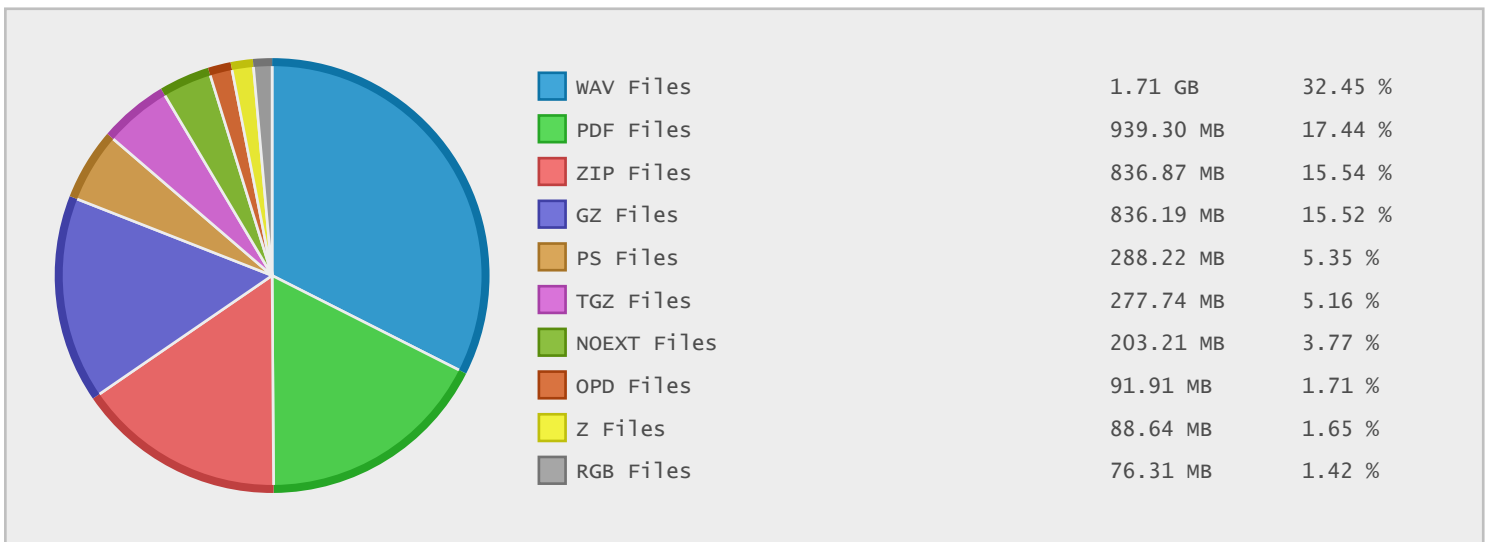 WAV Files 1.71 GB 32.45 %
PDF Files 939.30 MB 17.44 %
ZIP Files 836.87 MB 15.54 %
GZ Files 836.19 MB 15.52 %
PS Files 288.22 MB 5.35 %
TGZ Files 277.74 MB 5.16 %
NOEXT Files 203.21 MB 3.77 %
OPD Files 91.91 MB 1.71 %
Z Files 88.64 MB 1.65 %
RGB Files 76.31 MB 1.42 %